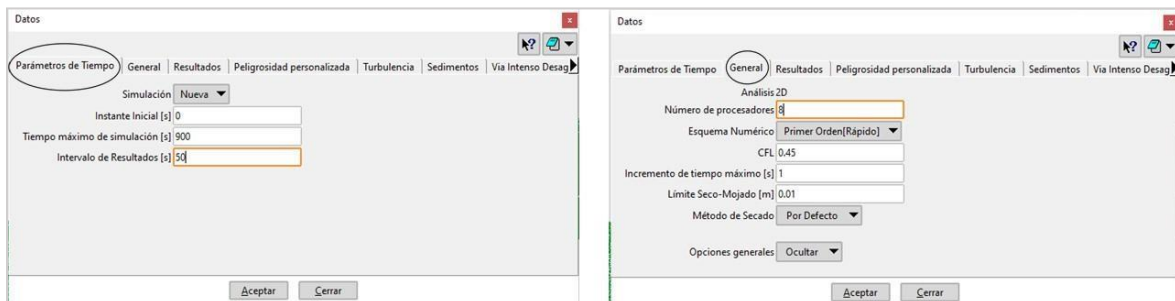 Datos
x
Parámetros de Tiempo General Resultados Peligrosidad personalizada Turbulencia Sedimentos Via Intenso Desag
Simulación Nueva
Instante Inicial [s] 0
Tiempo máximo de simulación [s] 900
Intervalo de Resultados [s] 50
Aceptar Cerrar
Datos
x
Parámetros de Tiempo General Resultados Peligrosidad personalizada Turbulencia Sedimentos Via Intenso Desag
Análisis 2D
Número de procesadores 8
Esquema Numérico Primer Orden[Rápido]
CFL 0.45
Incremento de tiempo máximo [s] 1
Límite Seco-Mojado [m] 0.01
Método de Secado Por Defecto
Opciones generales Ocultar
Aceptar Cerrar